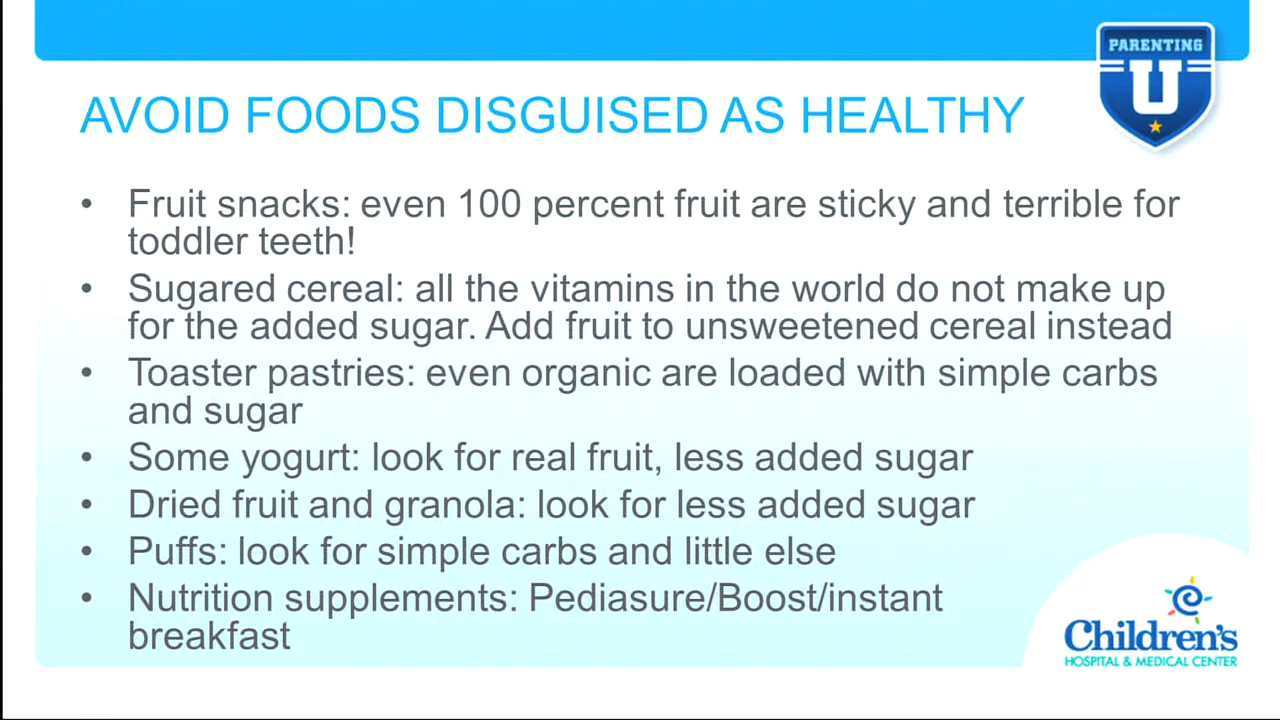 PARENTING
U
AVOID FOODS DISGUISED AS HEALTHY
• Fruit snacks: even 100 percent fruit are sticky and terrible for
toddler teeth!
• Sugared cereal: all the vitamins in the world do not make up
for the added sugar. Add fruit to unsweetened cereal instead
• Toaster pastries: even organic are loaded with simple carbs
and sugar
• Some yogurt: look for real fruit, less added sugar
• Dried fruit and granola: look for less added sugar
• Puffs: look for simple carbs and little else
• Nutrition supplements: Pediasure/Boost/instant
breakfast
Children's
HOSPITAL & MEDICAL CENTER